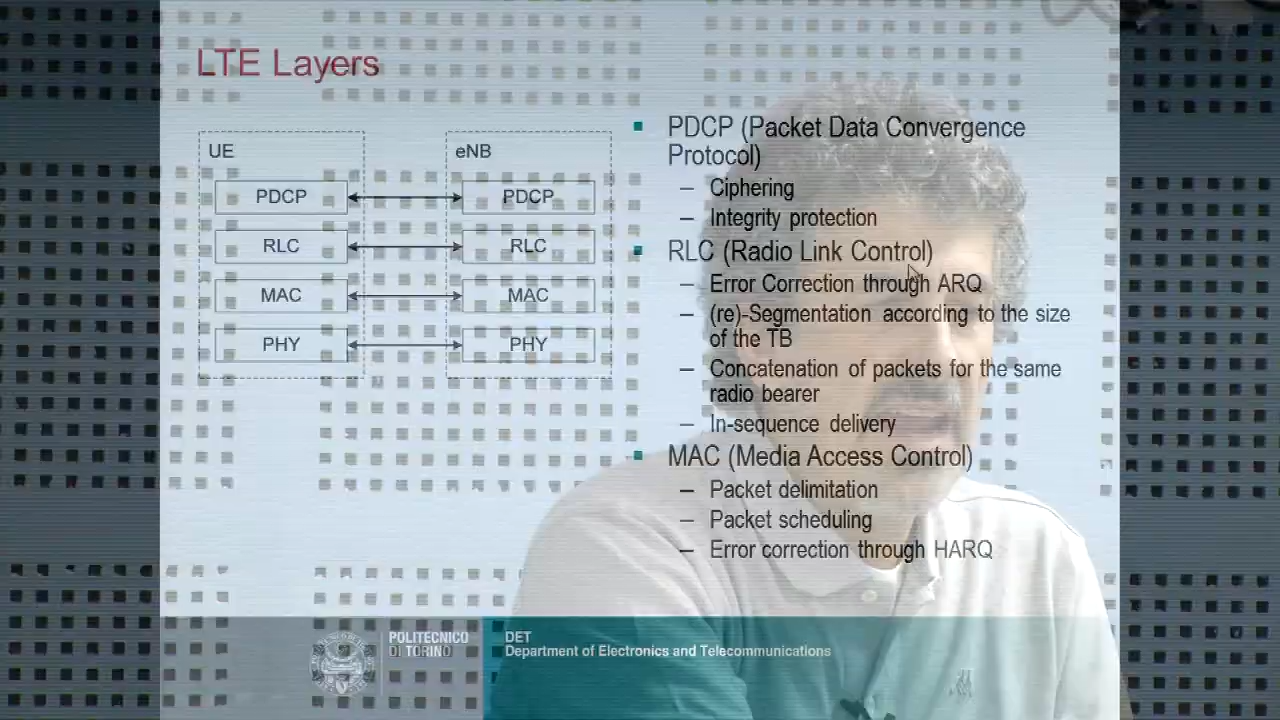 LTE Layers
UE
eNB
PDCP
PDCP
RLC
RLC
MAC
MAC
PHY
PHY
PDCP (Packet Data Convergence
Protocol)
– Ciphering
– Integrity protection
RLC (Radio Link Control)
– Error Correction through ARQ
– (re)-Segmentation according to the size
of the TB
– Concatenation of packets for the same
radio bearer
– In-sequence delivery
MAC (Media Access Control)
– Packet delimitation
– Packet scheduling
– Error correction through HARQ
POLITECNICO
DI TORINO
DET
Department of Electronics and Telecommunications